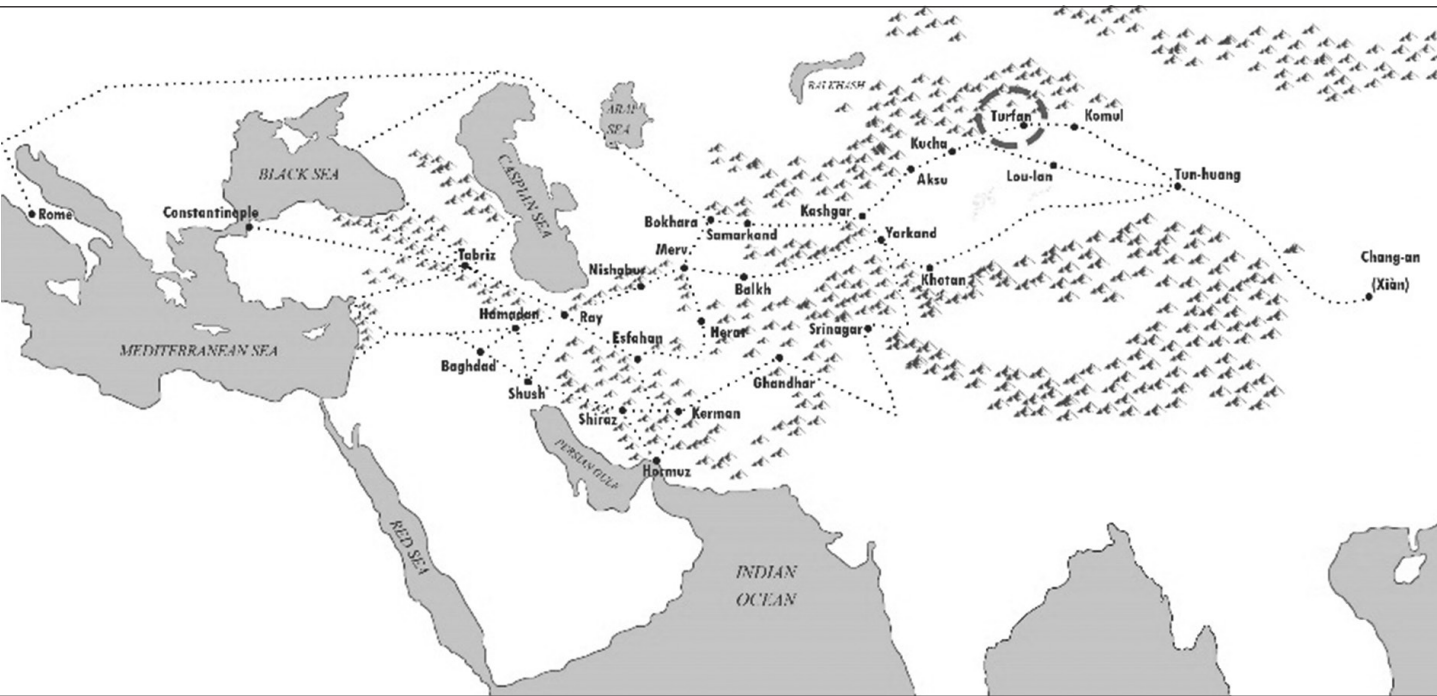 BALKHASH
ARAL
SEA
Turfan
Komul
Kucha
BLACK SEA
CASPIAN SEA
Aksu
Lou-lan
Tun-huang
Rome
Constantinople
Bokhara
Samarkand
Kashgar
Yarkand
Merv
Tabriz
Nishabur
Balkh
Khotan
Chang-an
(Xiàn)
Hamadan
Ray
Herat
Srinagar
Esfahan
MEDITERRANEAN SEA
Baghdad
Ghandhar
Shush
Shiraz
Kerman
PERSIAN GULF
Hormuz
RED SEA
INDIAN
OCEAN